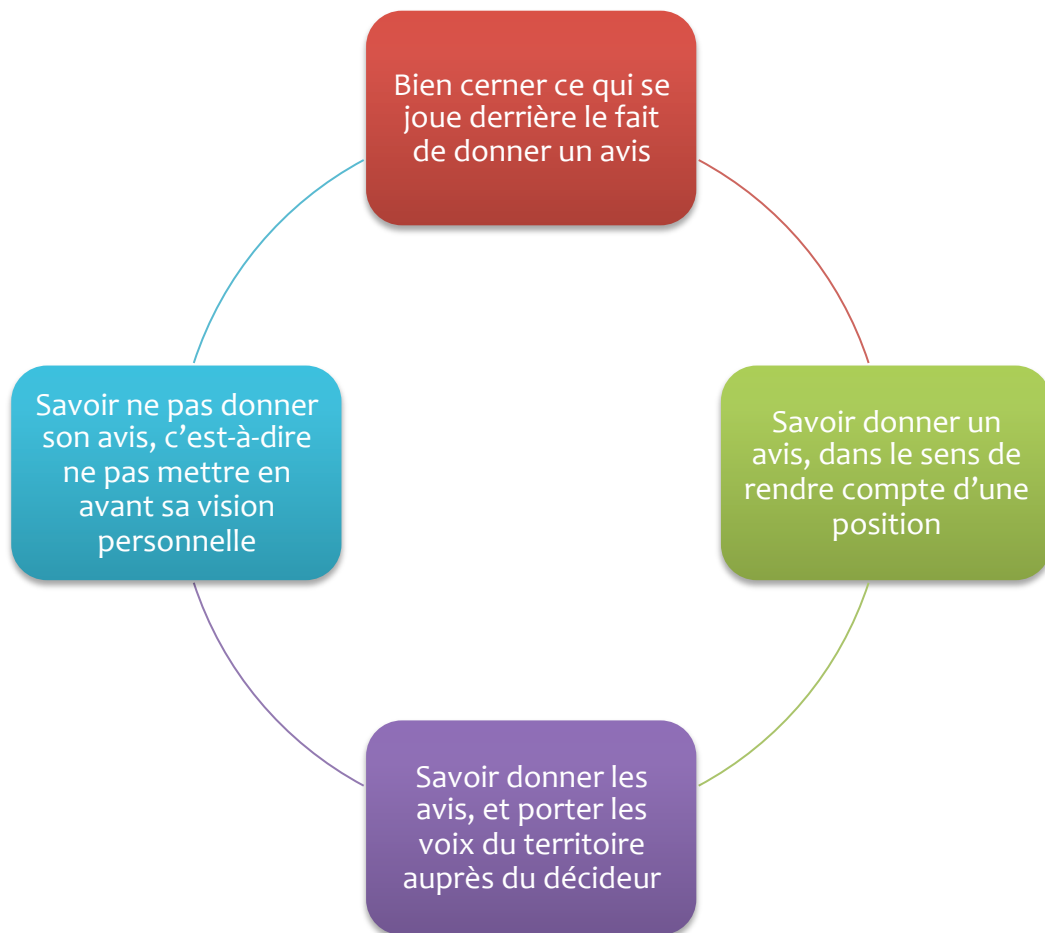 Bien cerner ce qui se
joue derrière le fait
de donner un avis
Savoir donner un
avis, dans le sens de
rendre compte d’une
position
Savoir donner les
avis, et porter les
voix du territoire
auprès du décideur
Savoir ne pas donner
son avis, c’est-à-dire
ne pas mettre en
avant sa vision
personnelle